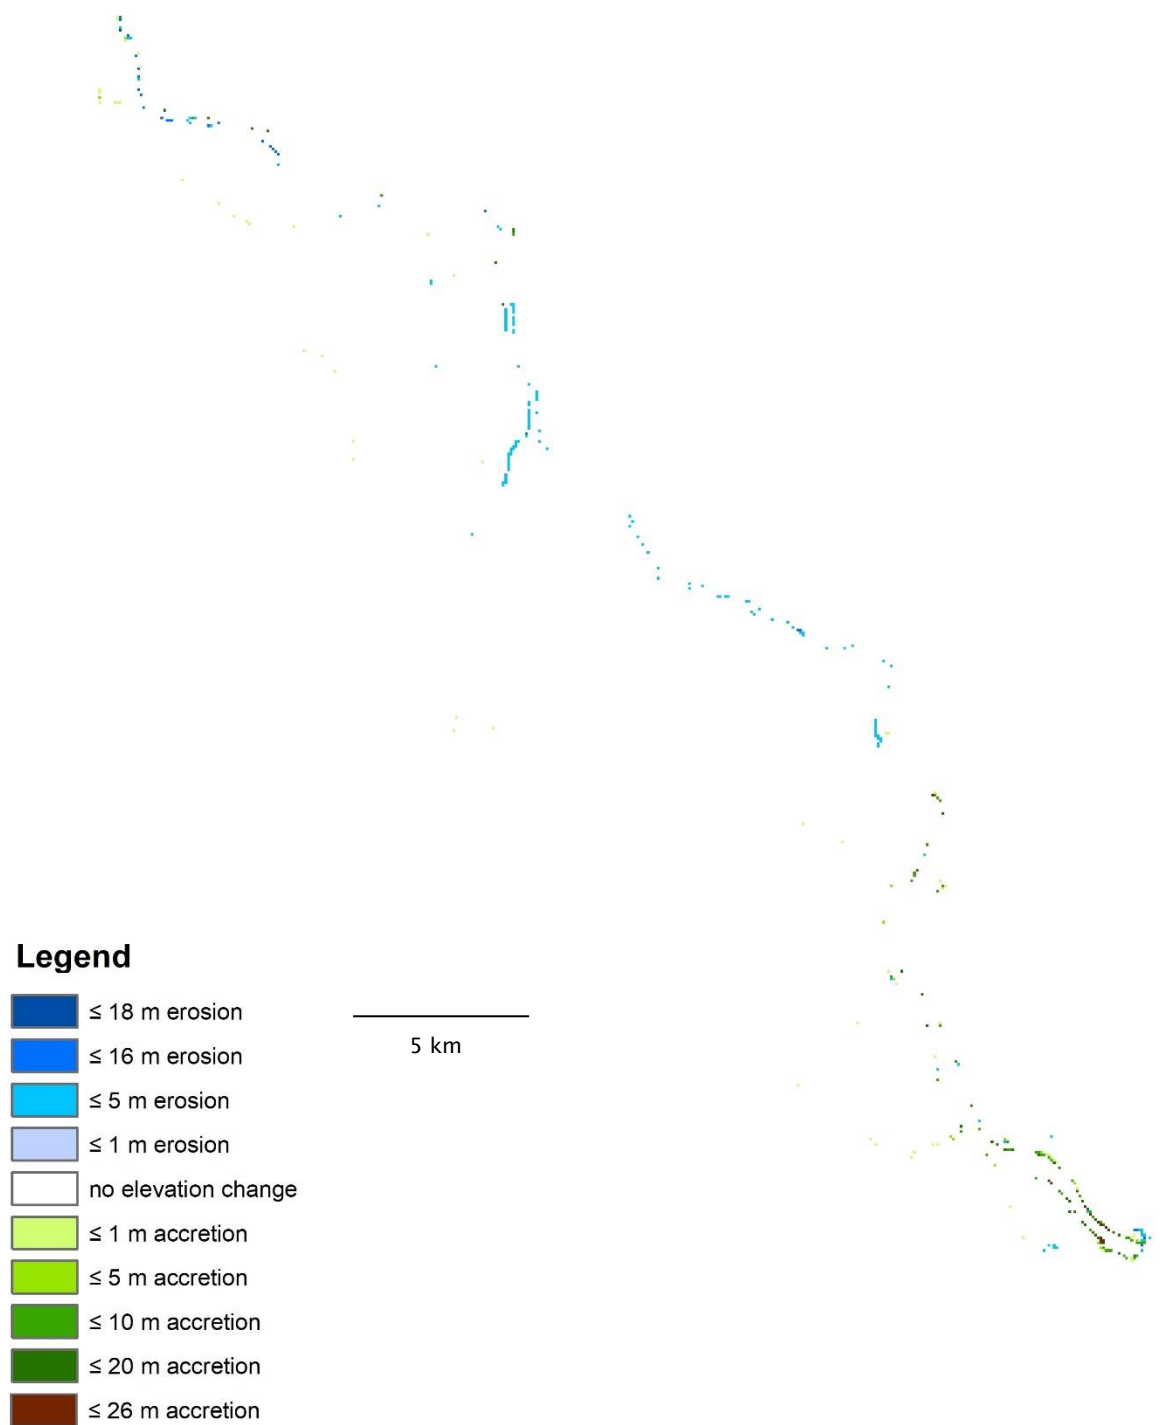 Legend
≤ 18 m erosion
≤ 16 m erosion
≤ 5 m erosion
≤ 1 m erosion
no elevation change
≤ 1 m accretion
≤ 5 m accretion
≤ 10 m accretion
≤ 20 m accretion
≤ 26 m accretion
5 km